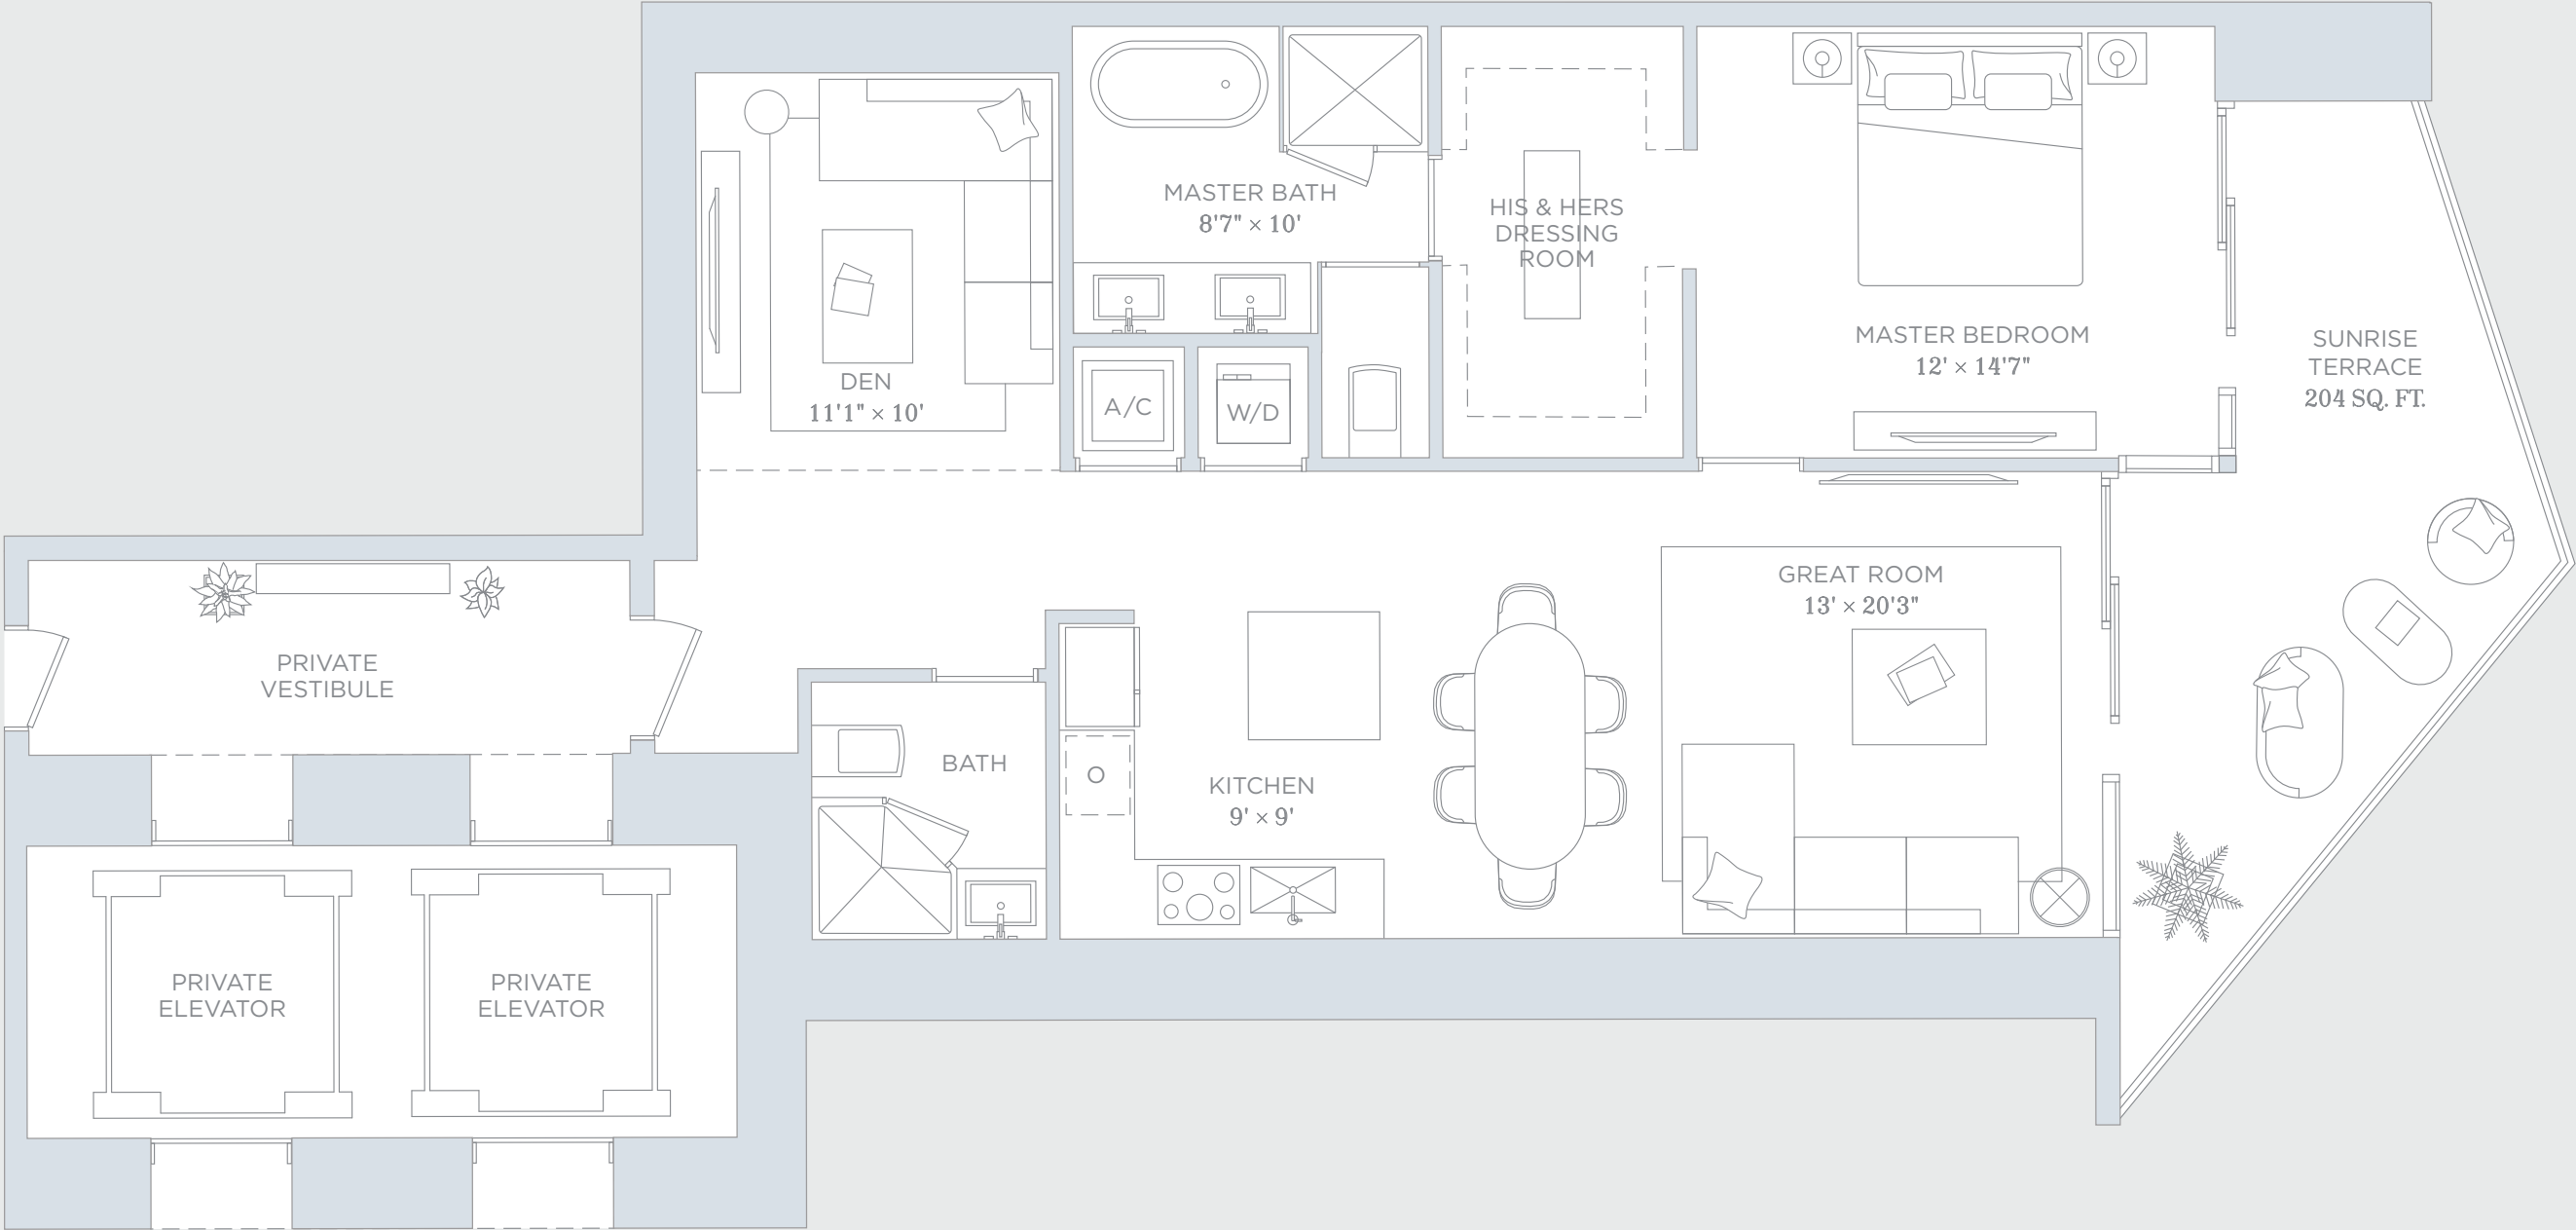 MASTER BATH
8'7" × 10'
HIS & HERS
DRESSING
ROOM
MASTER BEDROOM
12' × 14'7"
SUNRISE
TERRACE
204 SQ. FT.
DEN
11'1" × 10'
A/C
W/D
GREAT ROOM
13' × 20'3"
PRIVATE
VESTIBULE
BATH
KITCHEN
9' × 9'
PRIVATE
ELEVATOR
PRIVATE
ELEVATOR